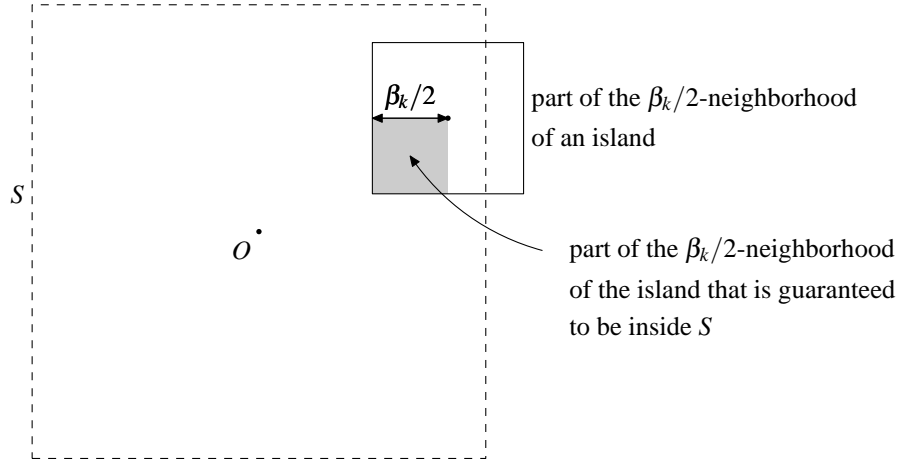 β_k/2
part of the β_k/2-neighborhood
of an island
S
O
part of the β_k/2-neighborhood
of the island that is guaranteed
to be inside S